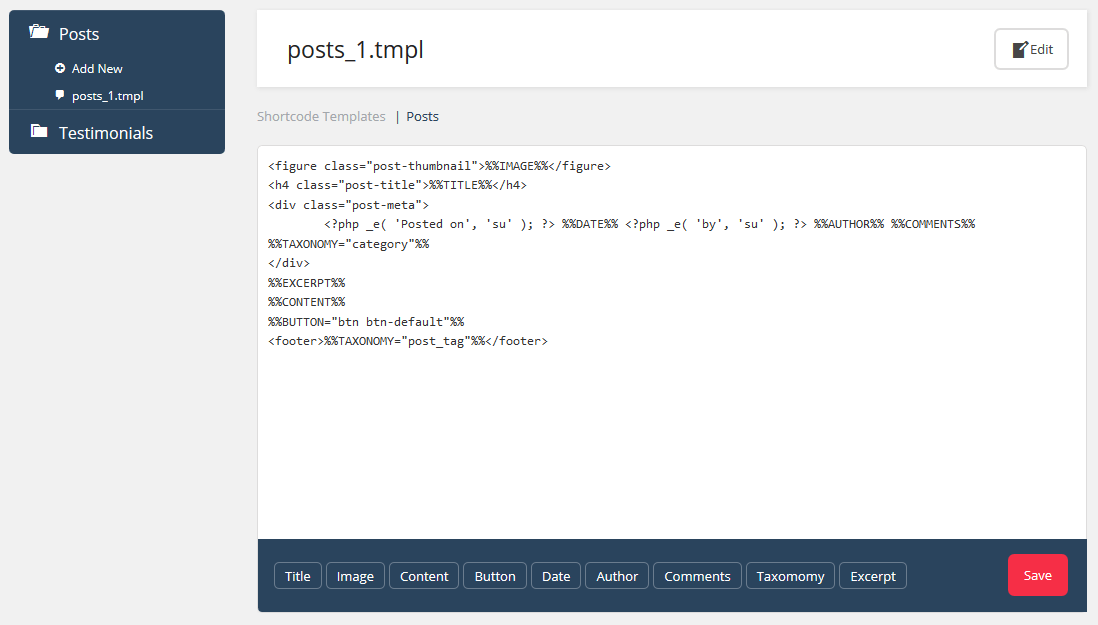 Posts
Add New
posts_1.tmpl
Testimonials
posts_1.tmpl
Edit
Shortcode Templates | Posts
<figure class="post-thumbnail">%%IMAGE%%</figure>
<h4 class="post-title">%%TITLE%%</h4>
<div class="post-meta">
        <?php _e( 'Posted on', 'su' ); ?> %%DATE%% <?php _e( 'by', 'su' ); ?> %%AUTHOR%% %%COMMENTS%%
%%TAXONOMY="category"%%
</div>
%%EXCERPT%%
%%CONTENT%%
%%BUTTON="btn btn-default"%%
<footer>%%TAXONOMY="post_tag"%%</footer>
Title Image Content Button Date Author Comments Taxomomy Excerpt Save